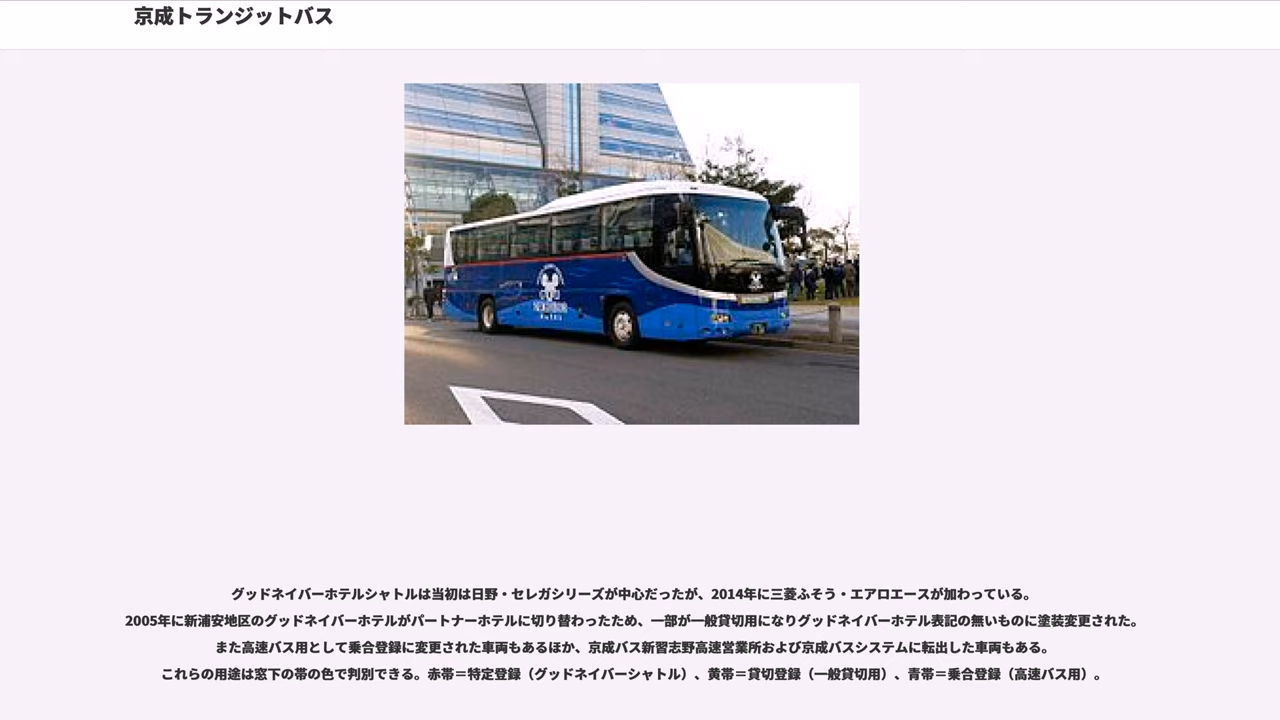 京成トランジットバス
グッドネイバーホテルシャトルは当初は日野・セレガシリーズが中心だったが、2014年に三菱ふそう・エアロエースが加わっている。
2005年に新浦安地区のグッドネイバーホテルがパートナーホテルに切り替わったため、一部が一般貸切用になりグッドネイバーホテル表記の無いものに塗装変更された。
また高速バス用として乗合登録に変更された車両もあるほか、京成バス新習志野高速営業所および京成バスシステムに転出した車両もある。
これらの用途は窓下の帯の色で判別できる。赤帯＝特定登録（グッドネイバーシャトル）、黄帯＝貸切登録（一般貸切用）、青帯＝乗合登録（高速バス用）。